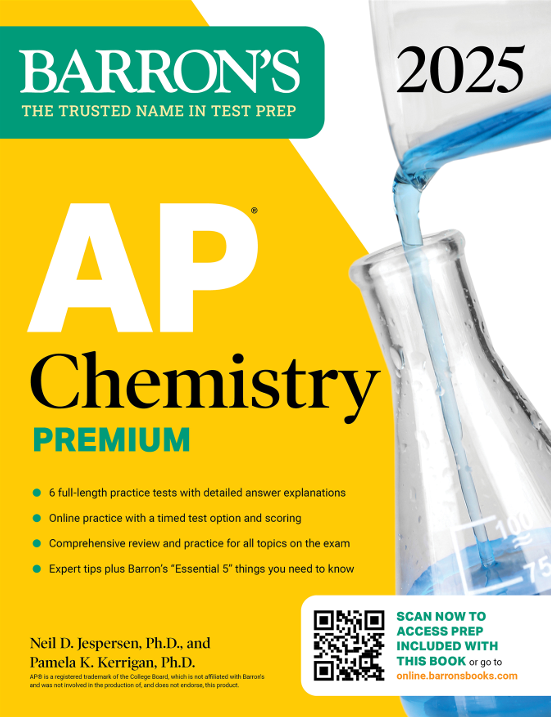 BARRON'S
THE TRUSTED NAME IN TEST PREP
2025
AP®
Chemistry
PREMIUM
6 full-length practice tests with detailed answer explanations
Online practice with a timed test option and scoring
Comprehensive review and practice for all topics on the exam
Expert tips plus Barron's “Essential 5” things you need to know
100
75
SCAN NOW TO
ACCESS PREP
INCLUDED WITH
THIS BOOK or go to
online.barronsbooks.com
Neil D. Jespersen, Ph.D., and
Pamela K. Kerrigan, Ph.D.
AP® is a registered trademark of the College Board, which is not affiliated with Barron's
and was not involved in the production of, and does not endorse, this product.